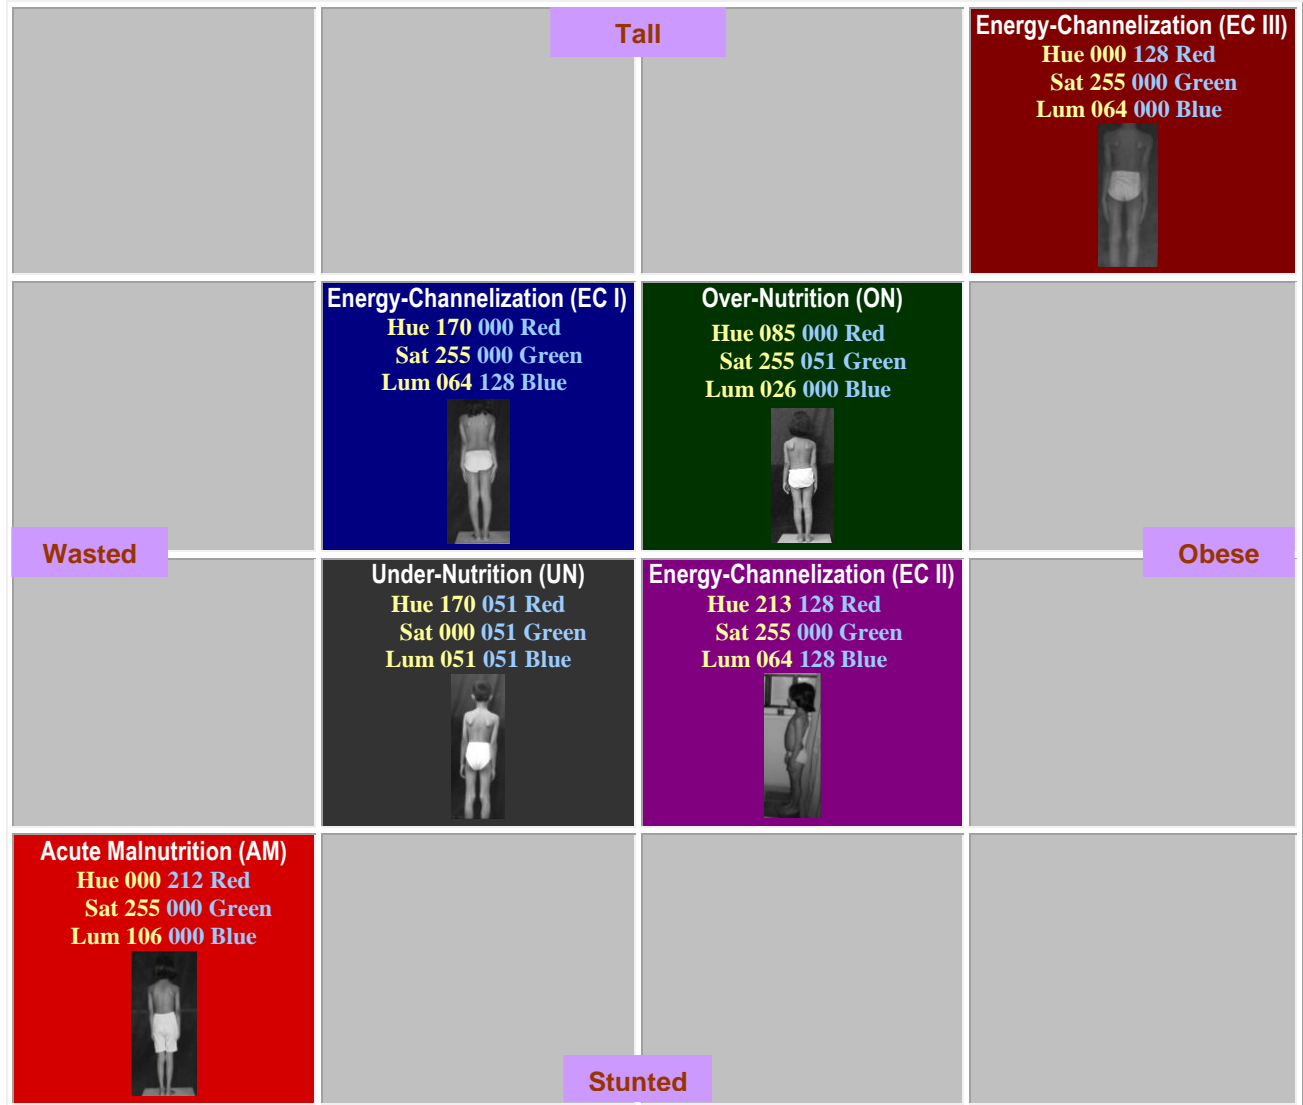 Tall
Energy-Channelization (EC III)
Hue 000 128 Red
Sat 255 000 Green
Lum 064 000 Blue
Energy-Channelization (EC I)
Hue 170 000 Red
Sat 255 000 Green
Lum 064 128 Blue
Over-Nutrition (ON)
Hue 085 000 Red
Sat 255 051 Green
Lum 026 000 Blue
Wasted
Obese
Under-Nutrition (UN)
Hue 170 051 Red
Sat 000 051 Green
Lum 051 051 Blue
Energy-Channelization (EC II)
Hue 213 128 Red
Sat 255 000 Green
Lum 064 128 Blue
Acute Malnutrition (AM)
Hue 000 212 Red
Sat 255 000 Green
Lum 106 000 Blue
Stunted